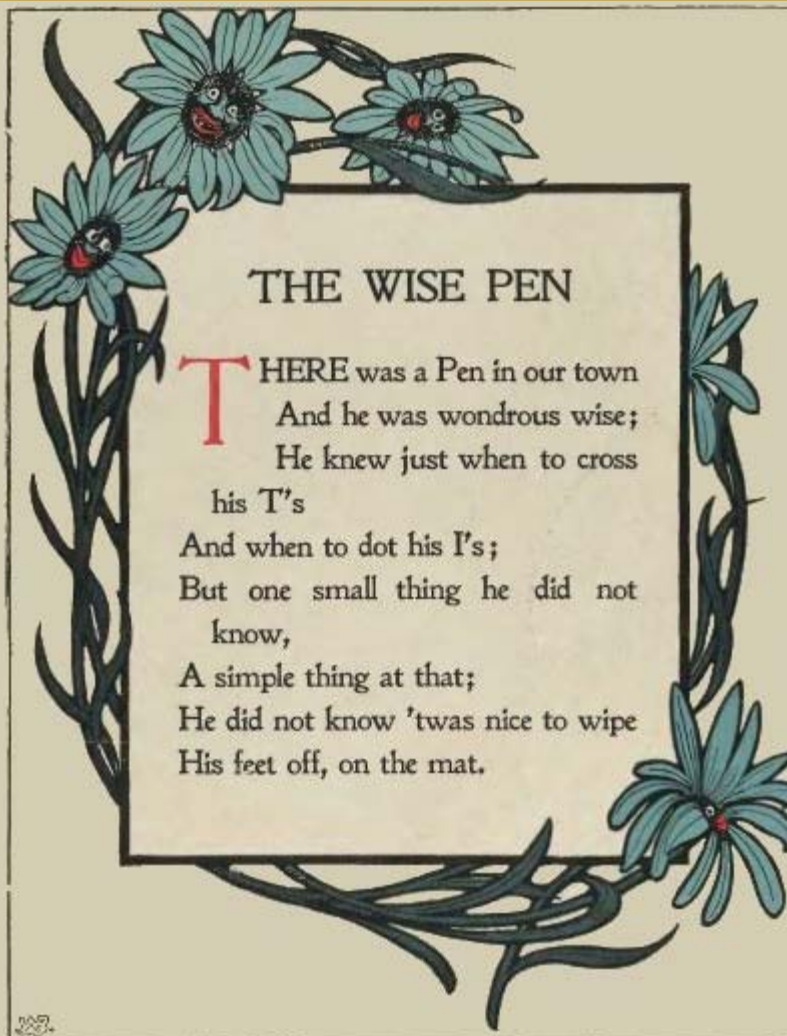 THE WISE PEN
THERE was a Pen in our town
And he was wondrous wise;
He knew just when to cross
his T's
And when to dot his I's;
But one small thing he did not
know,
A simple thing at that;
He did not know 'twas nice to wipe
His feet off, on the mat.